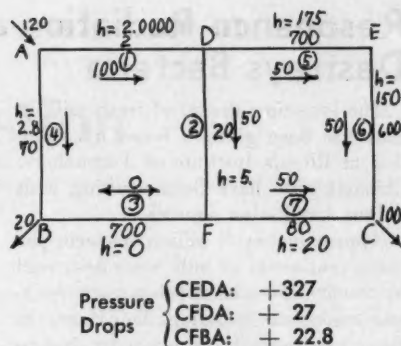 120 h=2.0000 D h=175 E
A 2 700
① ⑤
100 50
h= h=
2.8 ④ ② 20 50 50 ⑥ 150
70 600
0 h=5. 50
20 ③ ⑦ 100
B 700 F 80 C
h=0 h=20
Pressure Drops
CEDA: +327
CFDA: +27
CFBA: +22.8